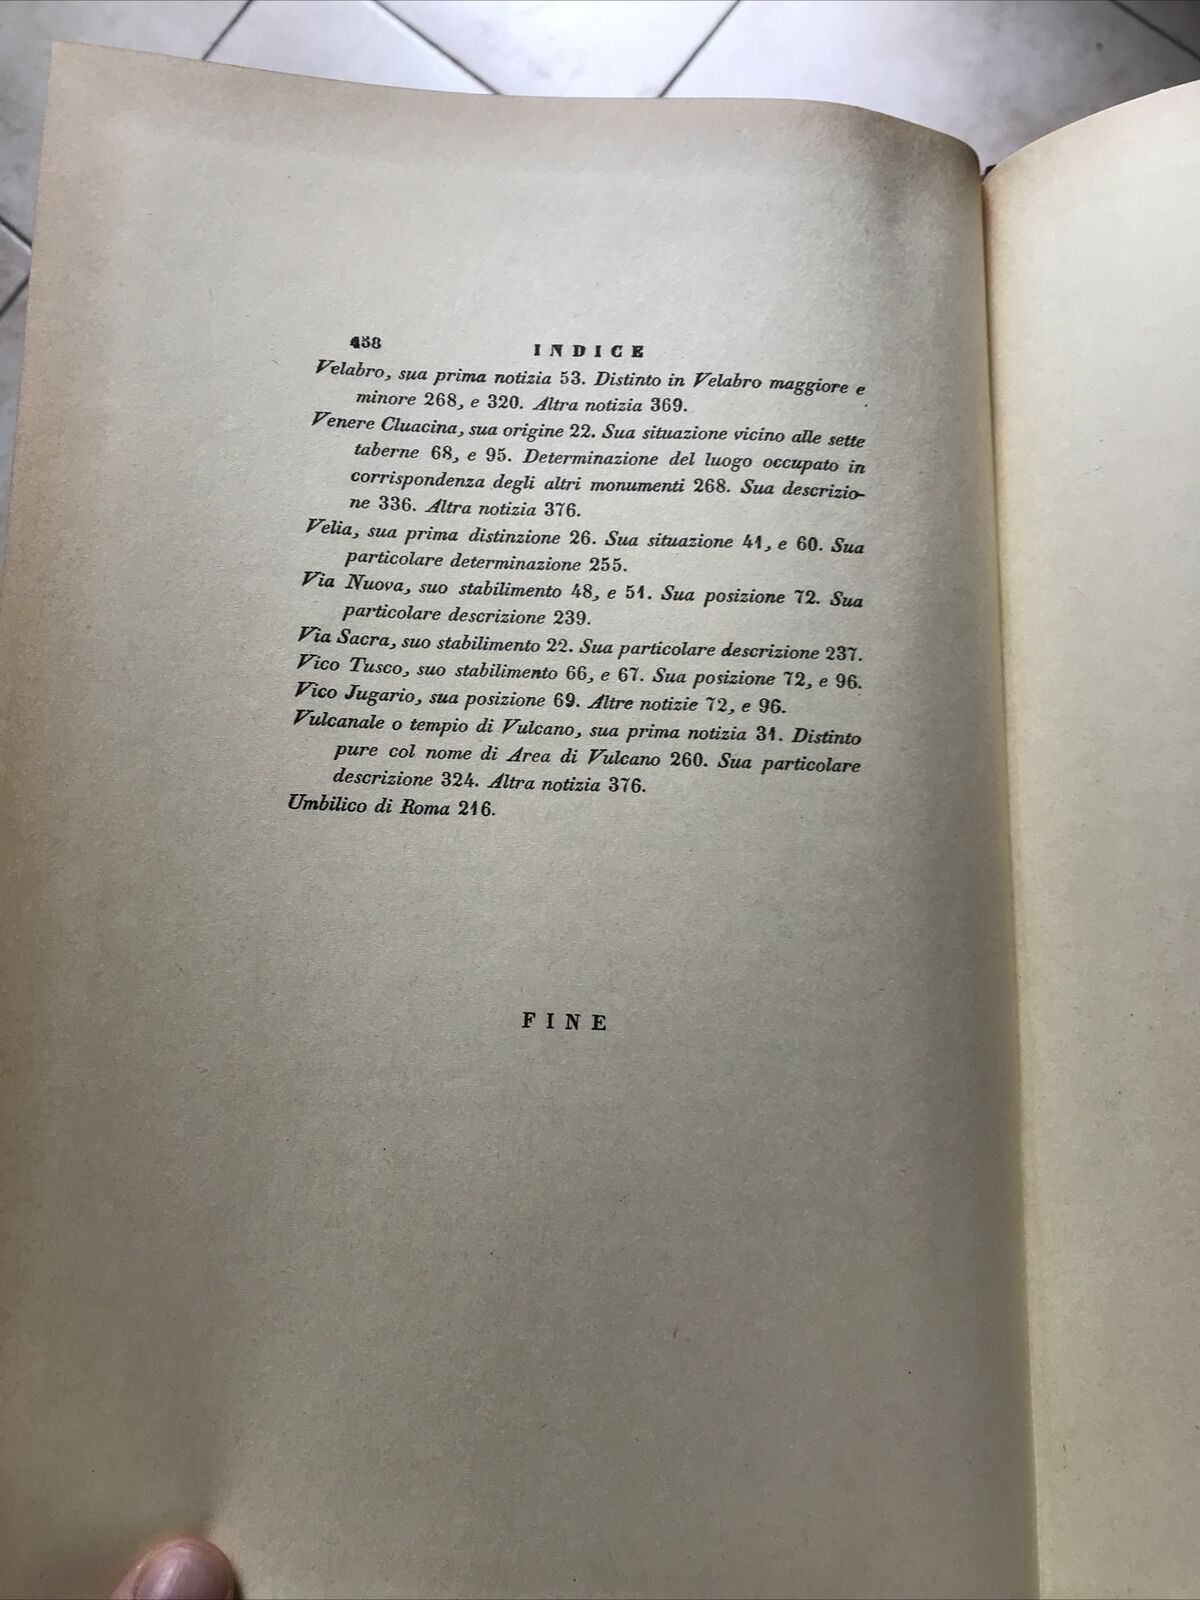 458 INDICE
Velabro, sua prima notizia 53. Distinto in Velabro maggiore e
minore 268, e 320. Altra notizia 369.
Venere Cluacina, sua origine 22. Sua situazione vicino alle sette
taberne 68, e 95. Determinazione del luogo occupato in
corrispondenza degli altri monumenti 268. Sua descrizio-
ne 336. Altra notizia 376.
Velia, sua prima distinzione 26. Sua situazione 41, e 60. Sua
particolare determinazione 255.
Via Nuova, suo stabilimento 48, e 51. Sua posizione 72. Sua
particolare descrizione 239.
Via Sacra, suo stabilimento 22. Sua particolare descrizione 237.
Vico Tusco, suo stabilimento 66, e 67. Sua posizione 72, e 96.
Vico Jugario, sua posizione 69. Altre notizie 72, e 96.
Vulcanale o tempio di Vulcano, sua prima notizia 31. Distinto
pure col nome di Area di Vulcano 260. Sua particolare
descrizione 324. Altra notizia 376.
Umbilico di Roma 216.
FINE